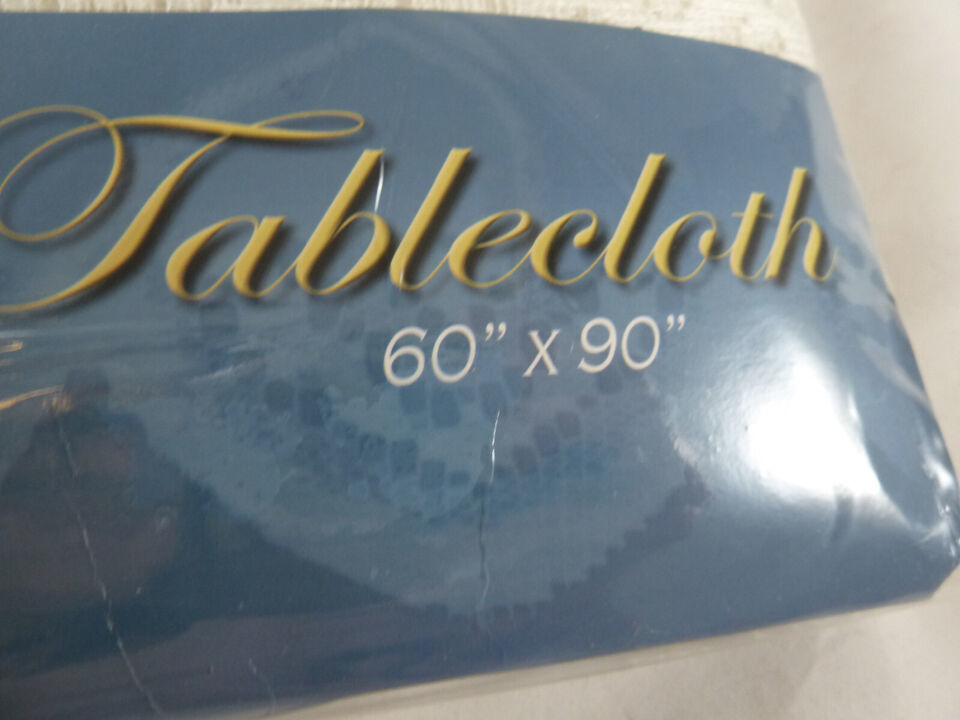 Tablecloth
60” x 90”